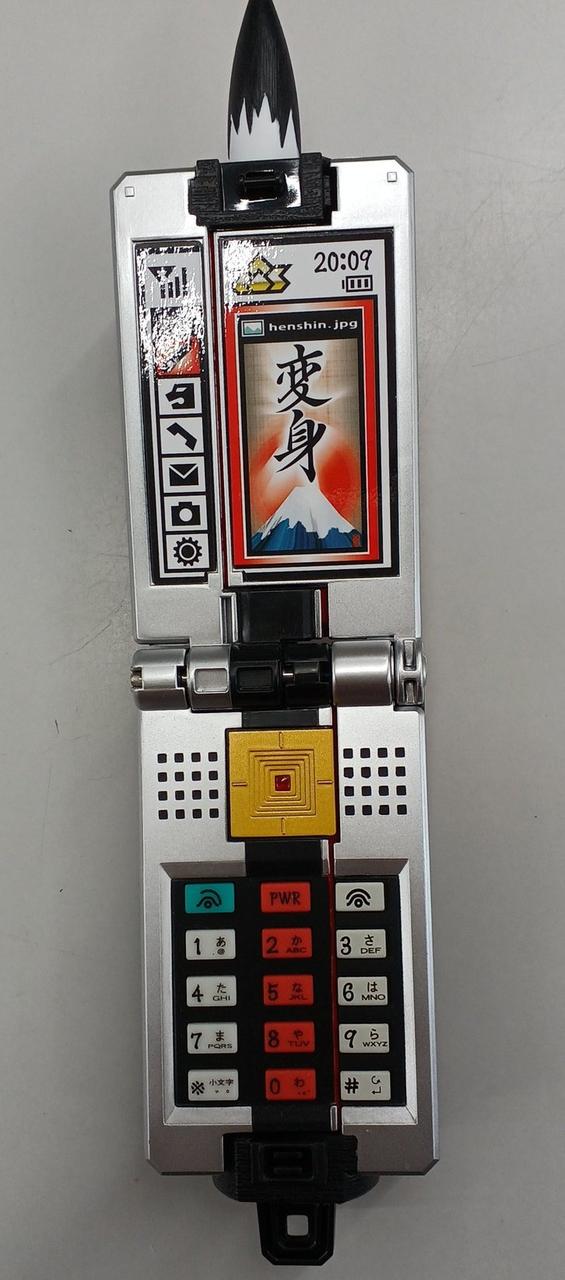 20:09
henshin.jpg
変身
PWR
1 あ .@
2 か ABC
3 さ DEF
4 た GHI
5 な JKL
6 は MNO
7 ま PQRS
8 や TUV
9 ら WXYZ
※ 小文字 ゛゜
0 わ
#